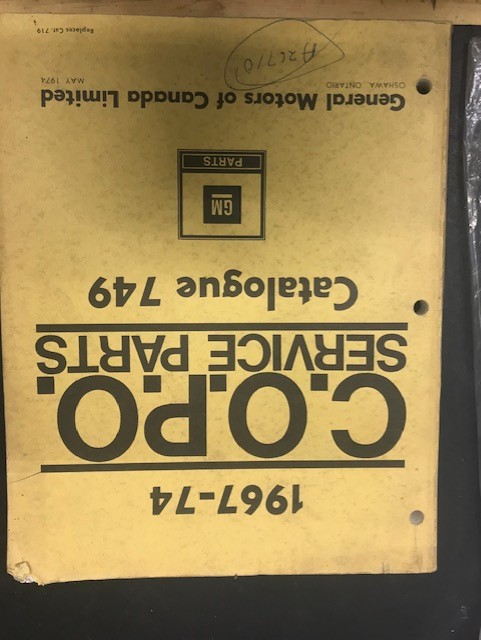 1967-74
C.O.P.O.
SERVICE PARTS
Catalogue 749
GM
PARTS
General Motors of Canada Limited
OSHAWA, ONTARIO
MAY 1974
A26710
Replaces Cat. 719